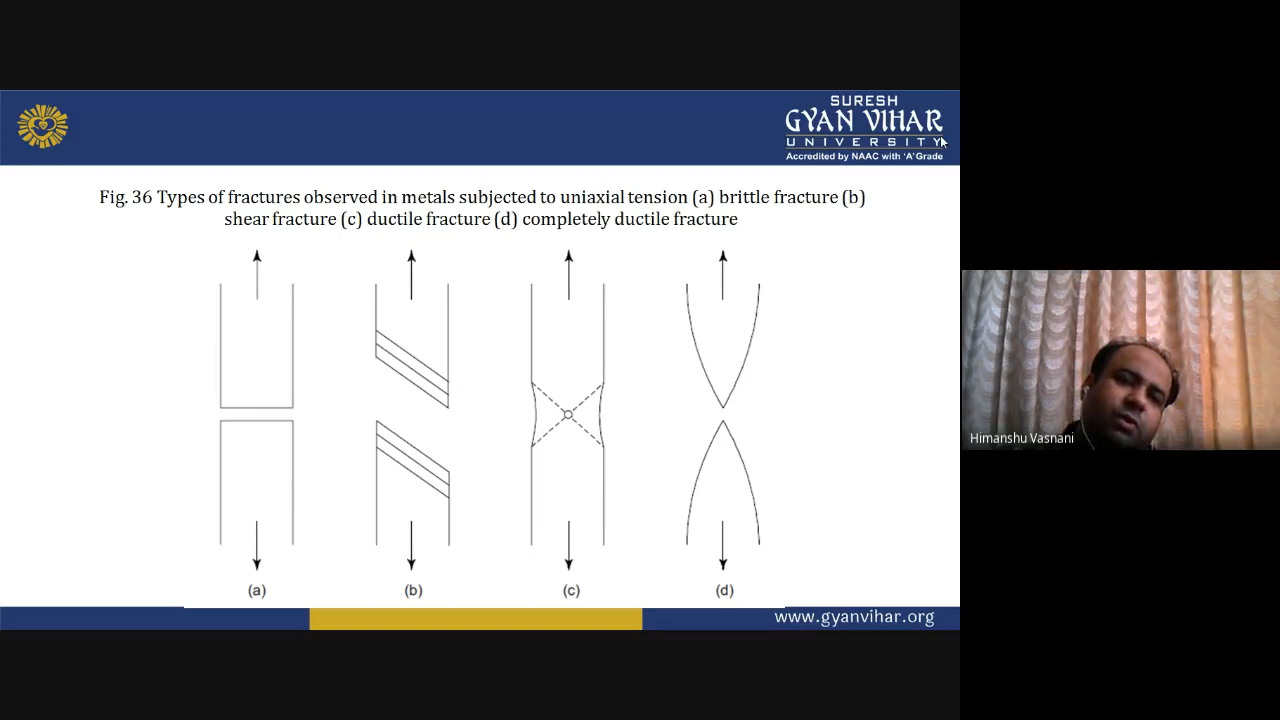 SURESH
GYAN VIHAR
UNIVERSITY
Accredited by NAAC with 'A' Grade
Fig. 36 Types of fractures observed in metals subjected to uniaxial tension (a) brittle fracture (b)
shear fracture (c) ductile fracture (d) completely ductile fracture
(a) (b) (c) (d)
www.gyanvihar.org
Himanshu Vasnani